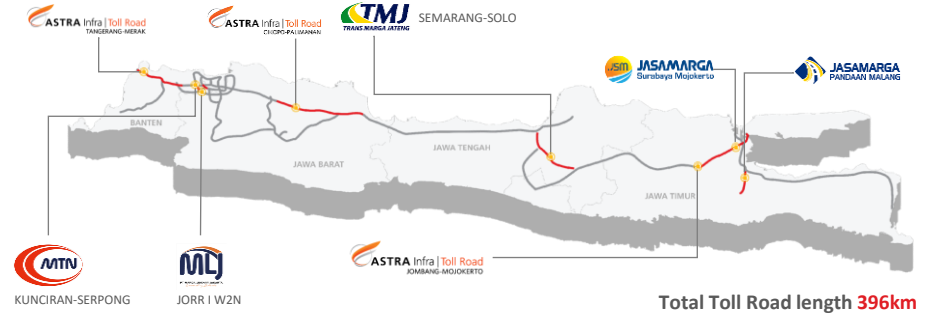 ASTRA Infra | Toll Road
TANGERANG-MERAK
ASTRA Infra | Toll Road
CIKOPO-PALIMANAN
TMJ
TRANS MARGA JATENG
SEMARANG-SOLO
JSM
JASAMARGA
Surabaya Mojokerto
JASAMARGA
PANDAAN MALANG
BANTEN
JAWA BARAT
JAWA TENGAH
JAWA TIMUR
MTN
KUNCIRAN-SERPONG
MLJ
JORR I W2N
ASTRA Infra | Toll Road
JOMBANG-MOJOKERTO
Total Toll Road length 396km